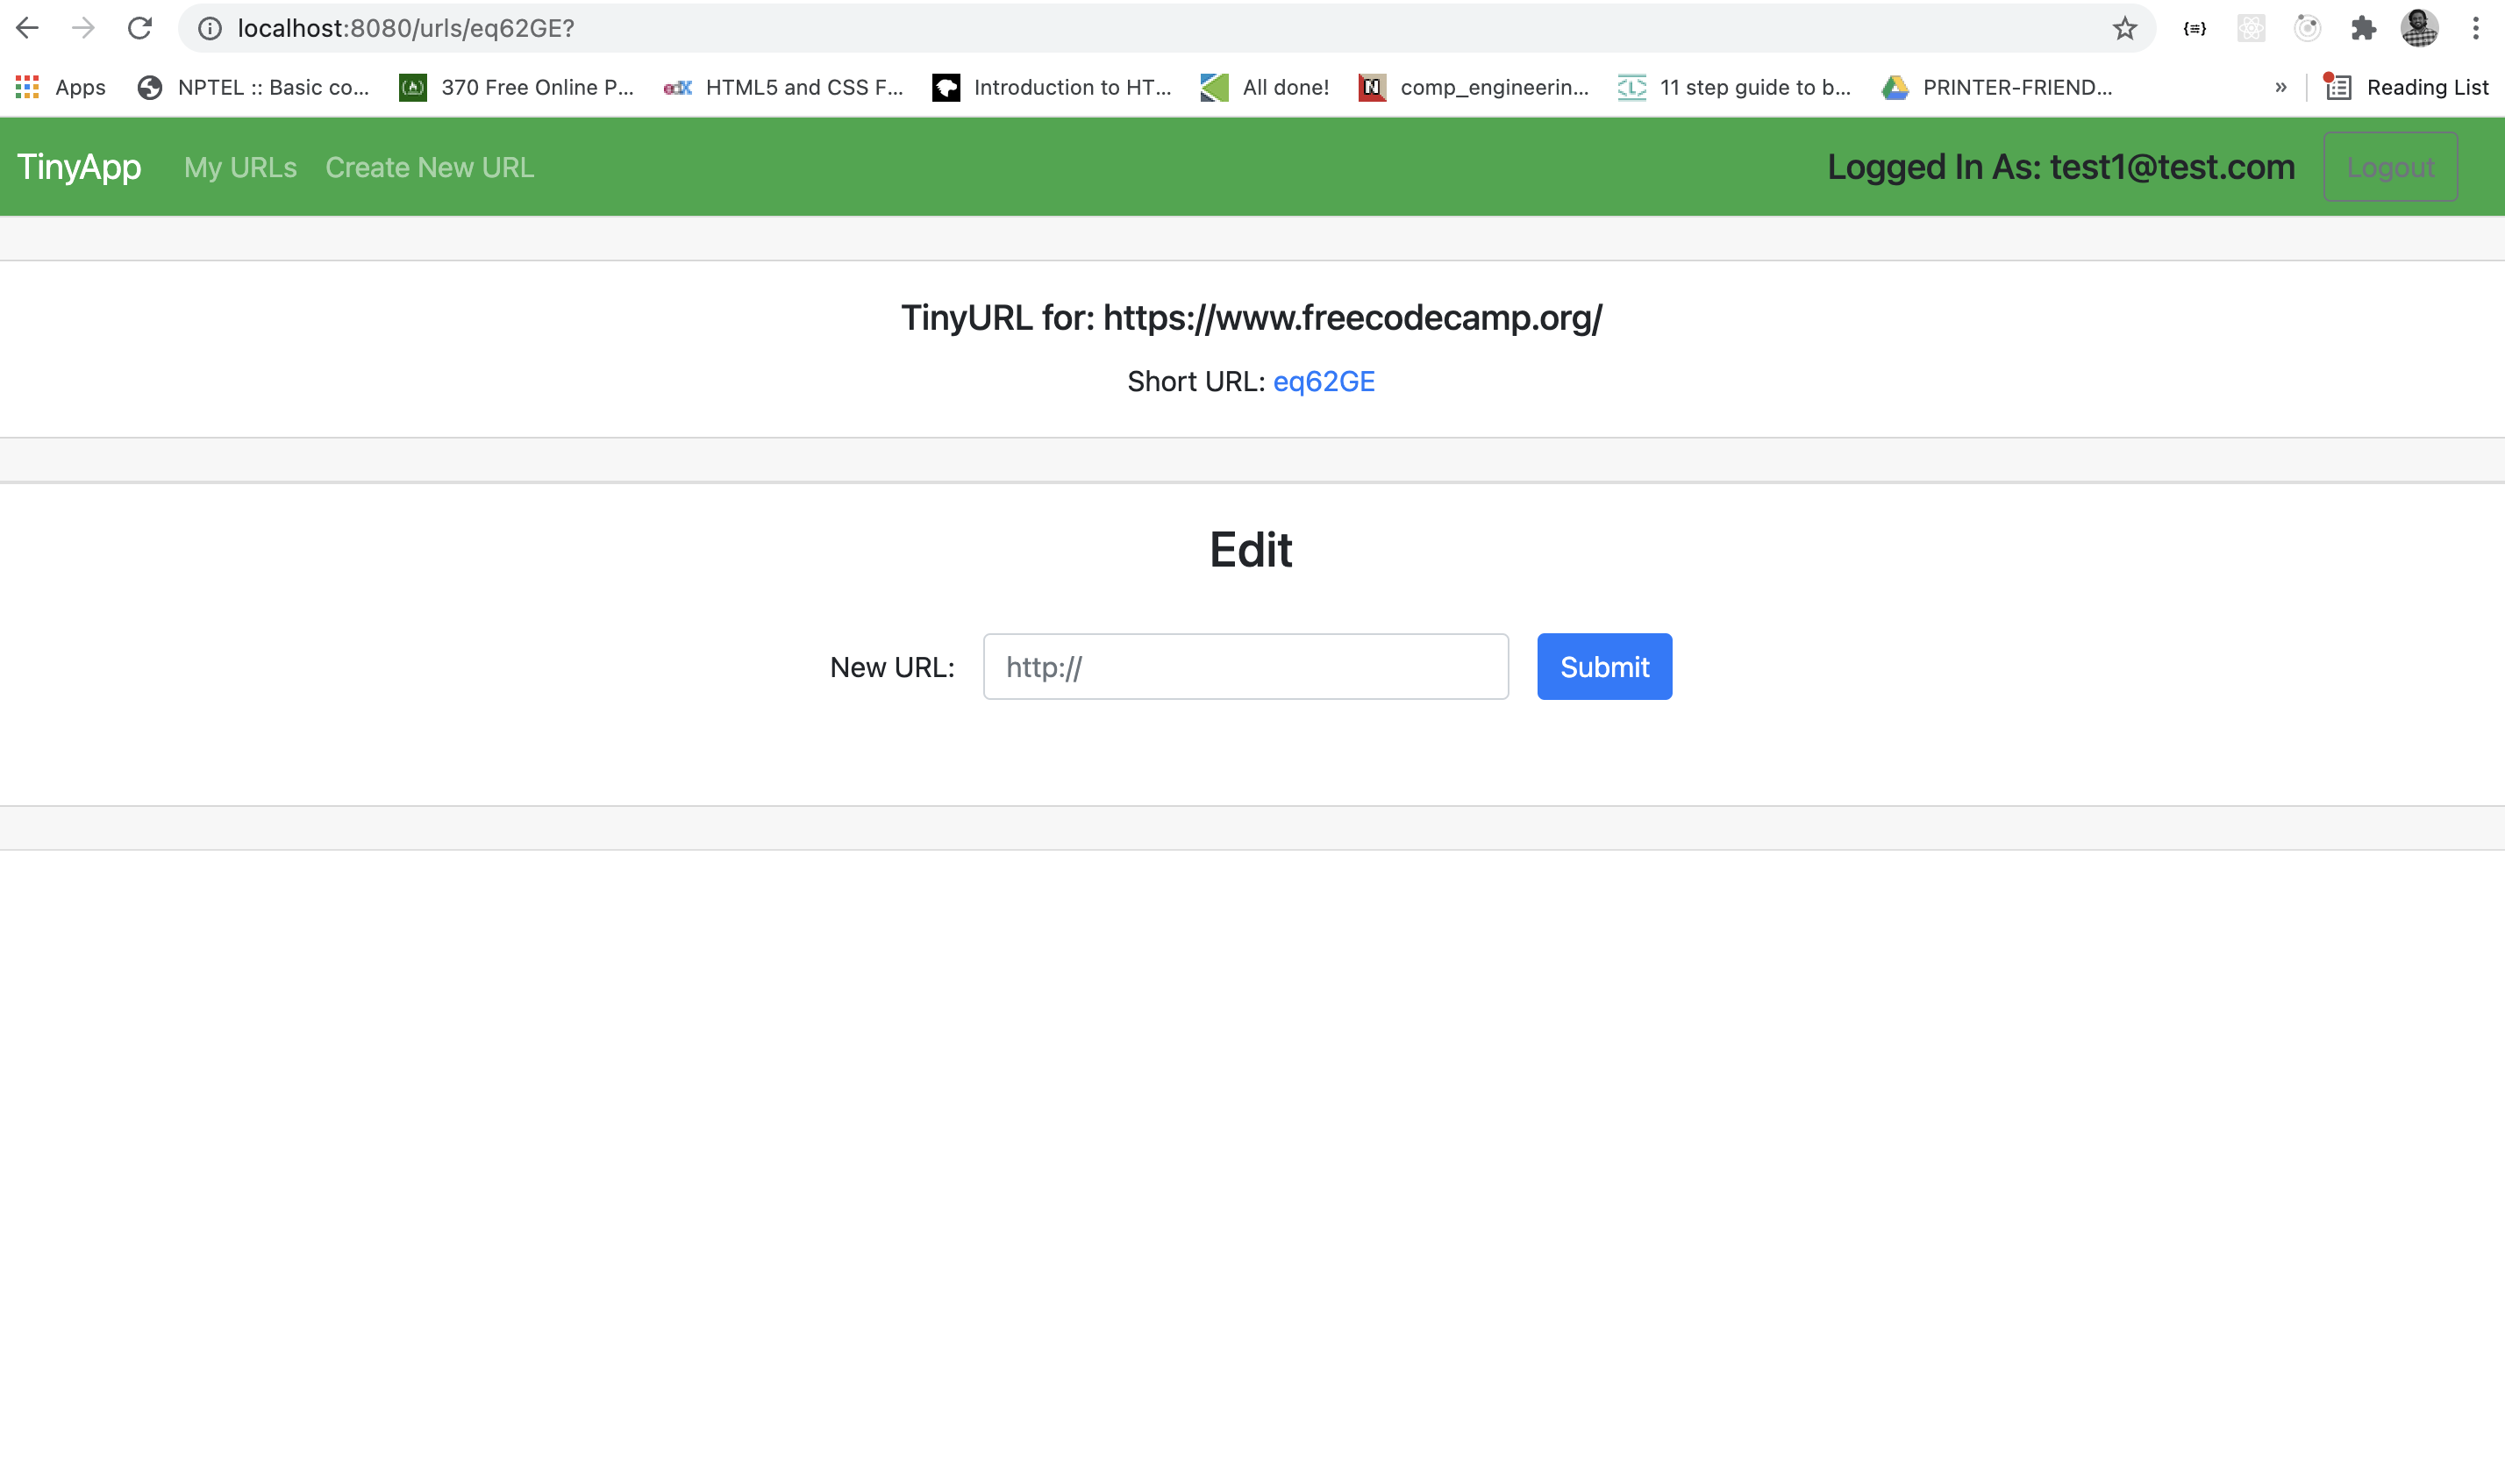 localhost:8080/urls/eq62GE?
Apps NPTEL :: Basic co... 370 Free Online P... edX HTML5 and CSS F... Introduction to HT... All done! N comp_engineerin... 11 step guide to b... PRINTER-FRIEND... » Reading List
TinyApp My URLs Create New URL Logged In As: test1@test.com Logout
TinyURL for: https://www.freecodecamp.org/
Short URL: eq62GE
Edit
New URL: http:// Submit